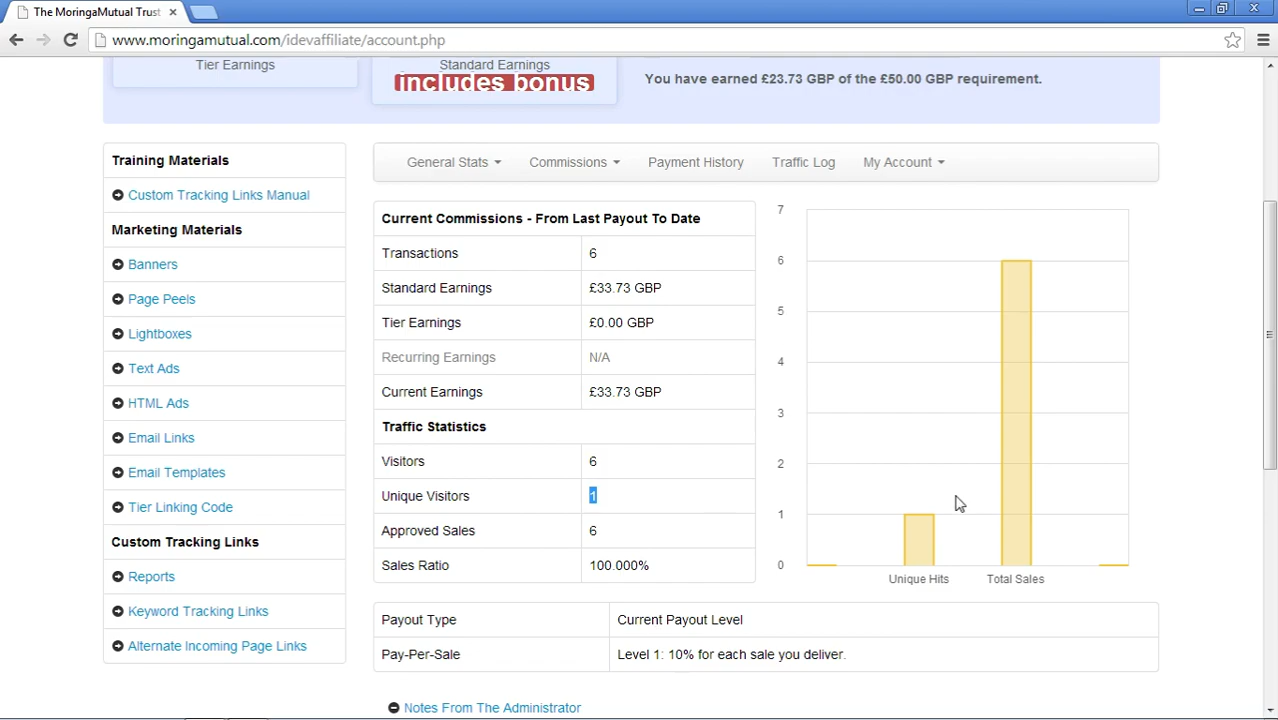 The MoringaMutual Trust
www.moringamutual.com/idevaffiliate/account.php
Tier Earnings
Standard Earnings
includes bonus
You have earned £23.73 GBP of the £50.00 GBP requirement.
Training Materials
Custom Tracking Links Manual
Marketing Materials
Banners
Page Peels
Lightboxes
Text Ads
HTML Ads
Email Links
Email Templates
Tier Linking Code
Custom Tracking Links
Reports
Keyword Tracking Links
Alternate Incoming Page Links
General Stats Commissions Payment History Traffic Log My Account
Current Commissions - From Last Payout To Date
Transactions 6
Standard Earnings £33.73 GBP
Tier Earnings £0.00 GBP
Recurring Earnings N/A
Current Earnings £33.73 GBP
Traffic Statistics
Visitors 6
Unique Visitors 1
Approved Sales 6
Sales Ratio 100.000%
7
6
5
4
3
2
1
0
Unique Hits Total Sales
Payout Type Current Payout Level
Pay-Per-Sale Level 1: 10% for each sale you deliver.
Notes From The Administrator